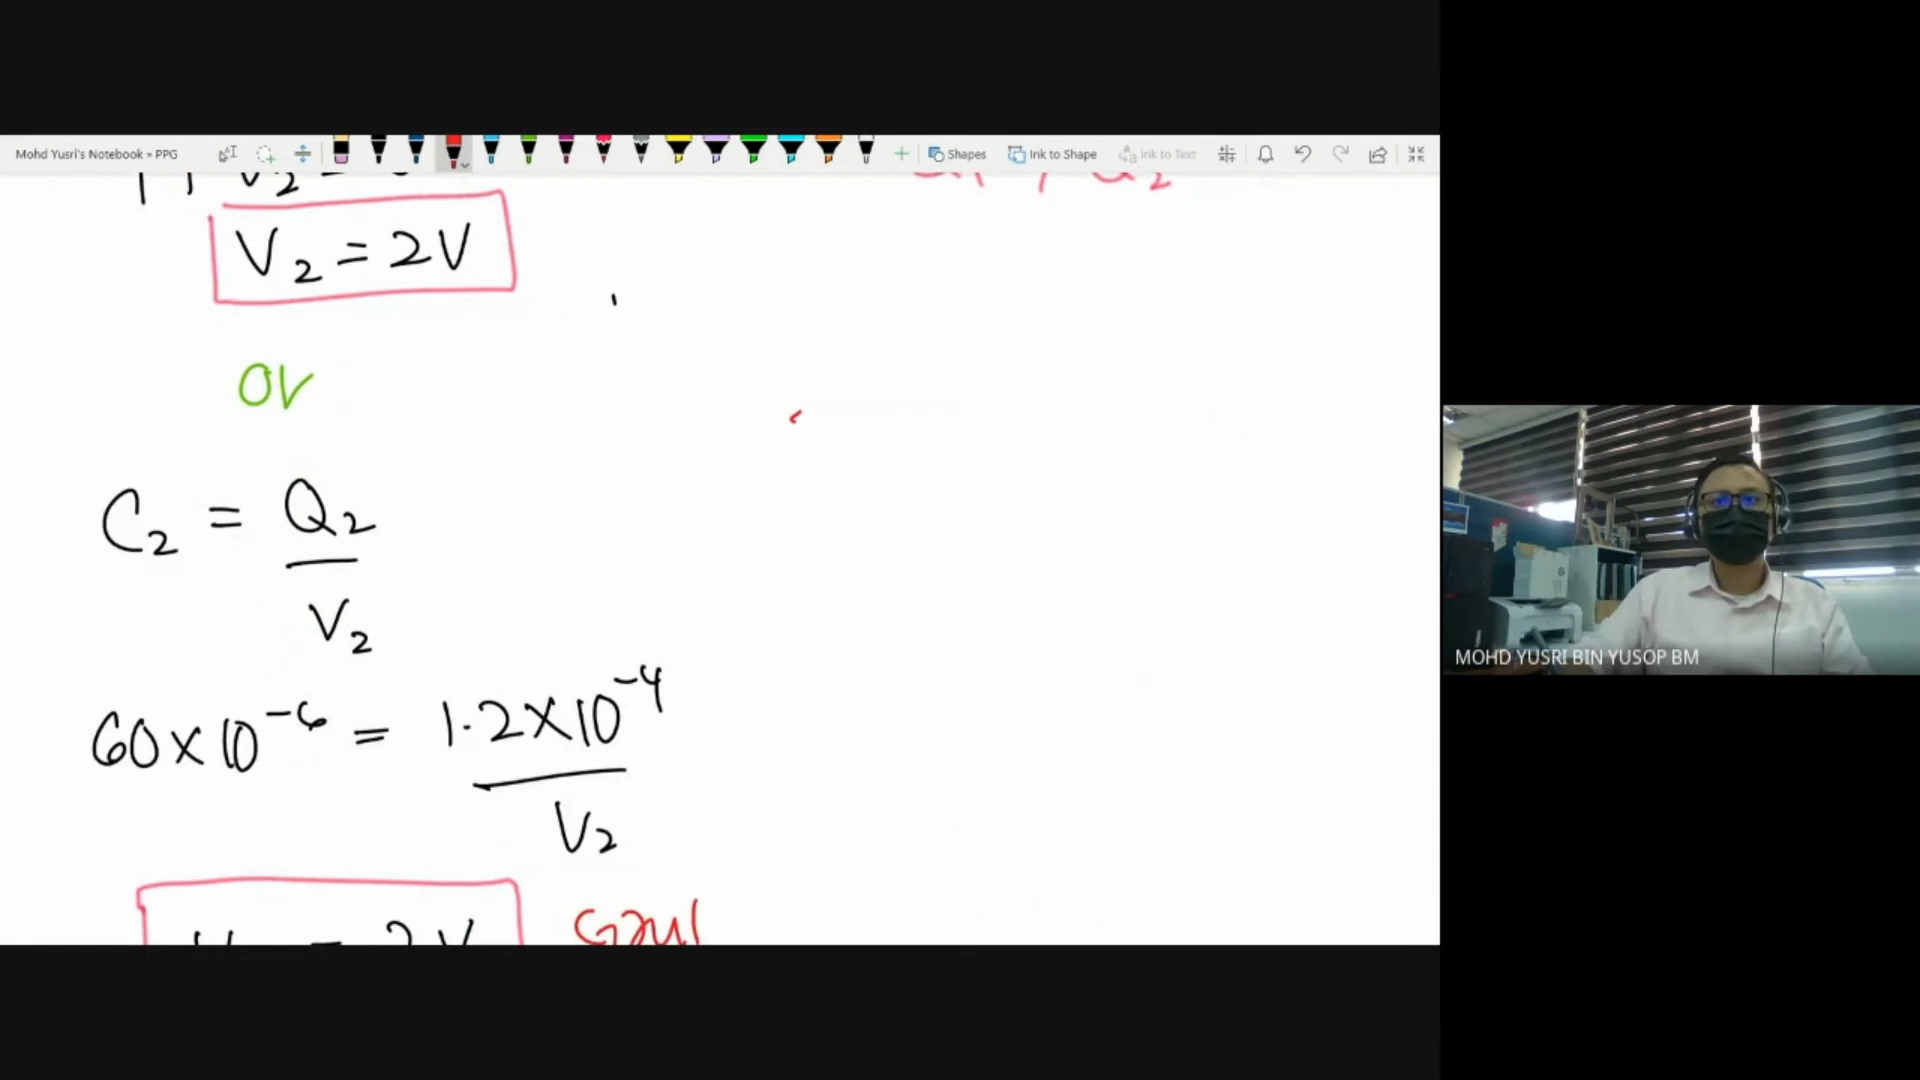 Mohd Yusri's Notebook » PPG
Shapes
Ink to Shape
Ink to Text
V₂ = 2V
OV
C₂ = Q₂
V₂
60×10⁻⁶ = 1.2×10⁻⁴
V₂
MOHD YUSRI BIN YUSOP BM